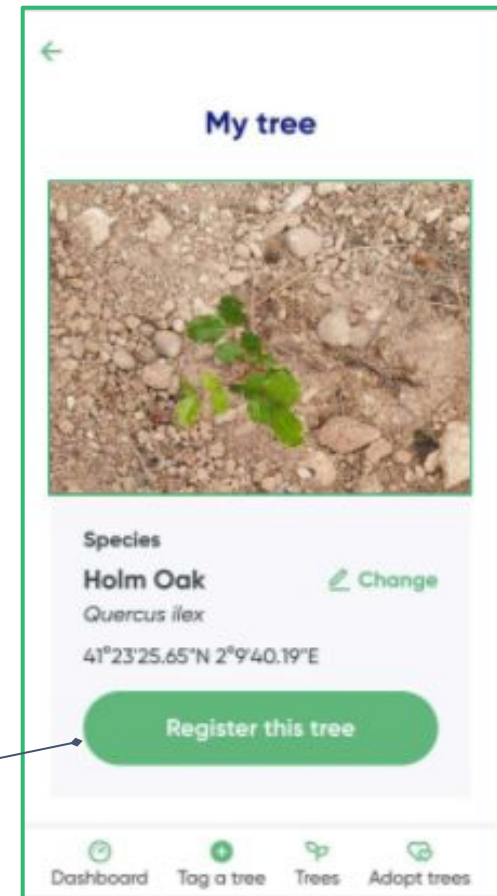 My tree
Species
Holm Oak
Change
Quercus ilex
41°23'25.65"N 2°9'40.19"E
Register this tree
Dashboard Tag a tree Trees Adopt trees